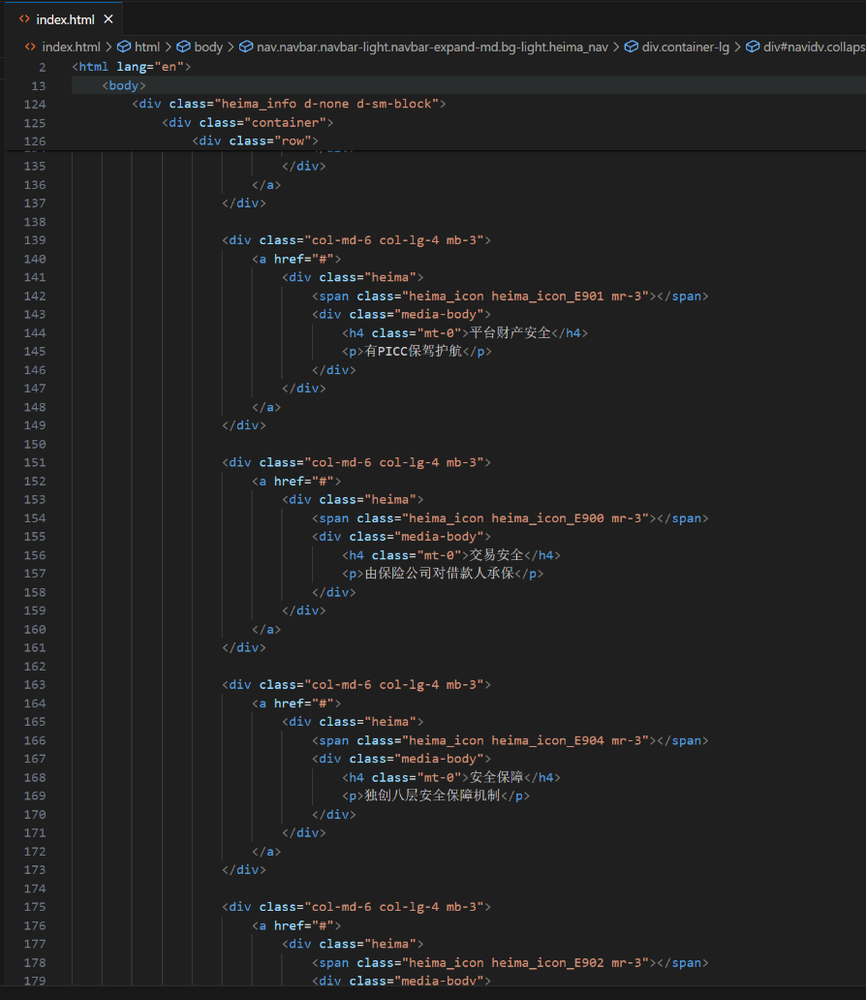 index.html
index.html > html > body > nav.navbar.navbar-light.navbar-expand-md.bg-light.heima_nav > div.container-lg > div#navidv.collaps
2 <html lang="en">
13 <body>
124 <div class="heima_info d-none d-sm-block">
125 <div class="container">
126 <div class="row">
135 </div>
136 </a>
137 </div>
138
139 <div class="col-md-6 col-lg-4 mb-3">
140 <a href="#">
141 <div class="heima">
142 <span class="heima_icon heima_icon_E901 mr-3"></span>
143 <div class="media-body">
144 <h4 class="mt-0">平台财产安全</h4>
145 <p>有PICC保驾护航</p>
146 </div>
147 </div>
148 </a>
149 </div>
150
151 <div class="col-md-6 col-lg-4 mb-3">
152 <a href="#">
153 <div class="heima">
154 <span class="heima_icon heima_icon_E900 mr-3"></span>
155 <div class="media-body">
156 <h4 class="mt-0">交易安全</h4>
157 <p>由保险公司对借款人承保</p>
158 </div>
159 </div>
160 </a>
161 </div>
162
163 <div class="col-md-6 col-lg-4 mb-3">
164 <a href="#">
165 <div class="heima">
166 <span class="heima_icon heima_icon_E904 mr-3"></span>
167 <div class="media-body">
168 <h4 class="mt-0">安全保障</h4>
169 <p>独创八层安全保障机制</p>
170 </div>
171 </div>
172 </a>
173 </div>
174
175 <div class="col-md-6 col-lg-4 mb-3">
176 <a href="#">
177 <div class="heima">
178 <span class="heima_icon heima_icon_E902 mr-3"></span>
179 <div class="media-body">